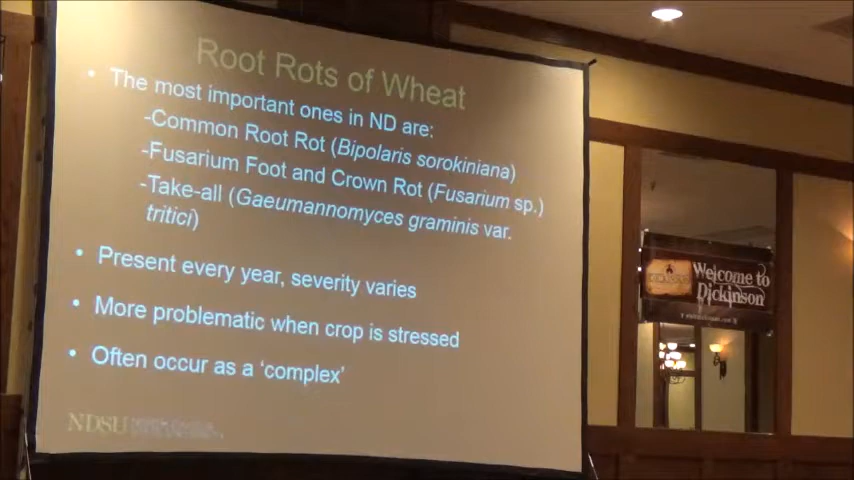 Root Rots of Wheat
• The most important ones in ND are:
-Common Root Rot (Bipolaris sorokiniana)
-Fusarium Foot and Crown Rot (Fusarium sp.)
-Take-all (Gaeumannomyces graminis var.
tritici)
• Present every year, severity varies
• More problematic when crop is stressed
• Often occur as a ‘complex’
NDSU
Welcome to
Dickinson